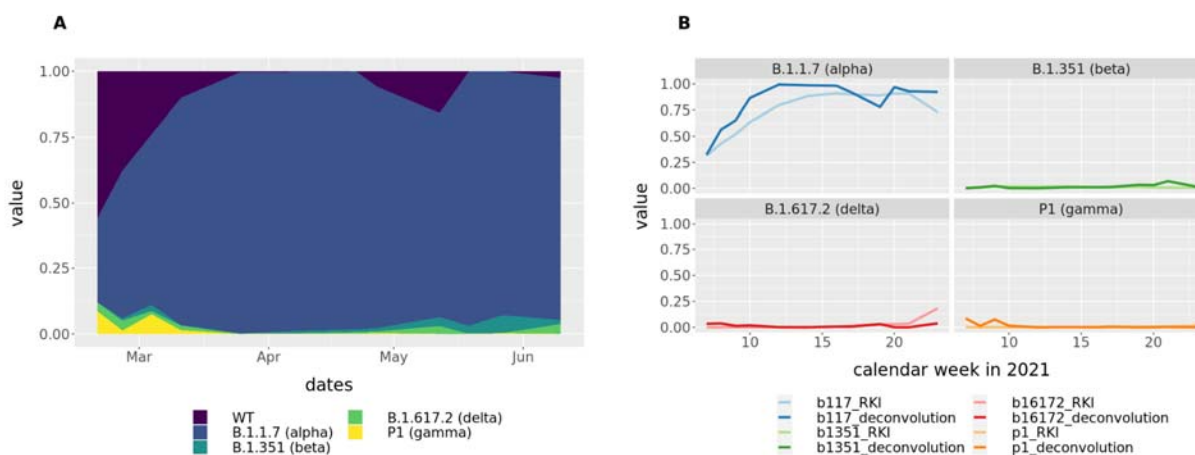 A
value
1.00
0.75
0.50
0.25
0.00
Mar
Apr
May
Jun
dates
WT
B.1.1.7 (alpha)
B.1.351 (beta)
B.1.617.2 (delta)
P1 (gamma)
B
value
B.1.1.7 (alpha)
B.1.351 (beta)
1.00
0.75
0.50
0.25
0.00
B.1.617.2 (delta)
P1 (gamma)
1.00
0.75
0.50
0.25
0.00
10
15
20
10
15
20
calendar week in 2021
b117_RKI
b117_deconvolution
b1351_RKI
b1351_deconvolution
b16172_RKI
b16172_deconvolution
p1_RKI
p1_deconvolution